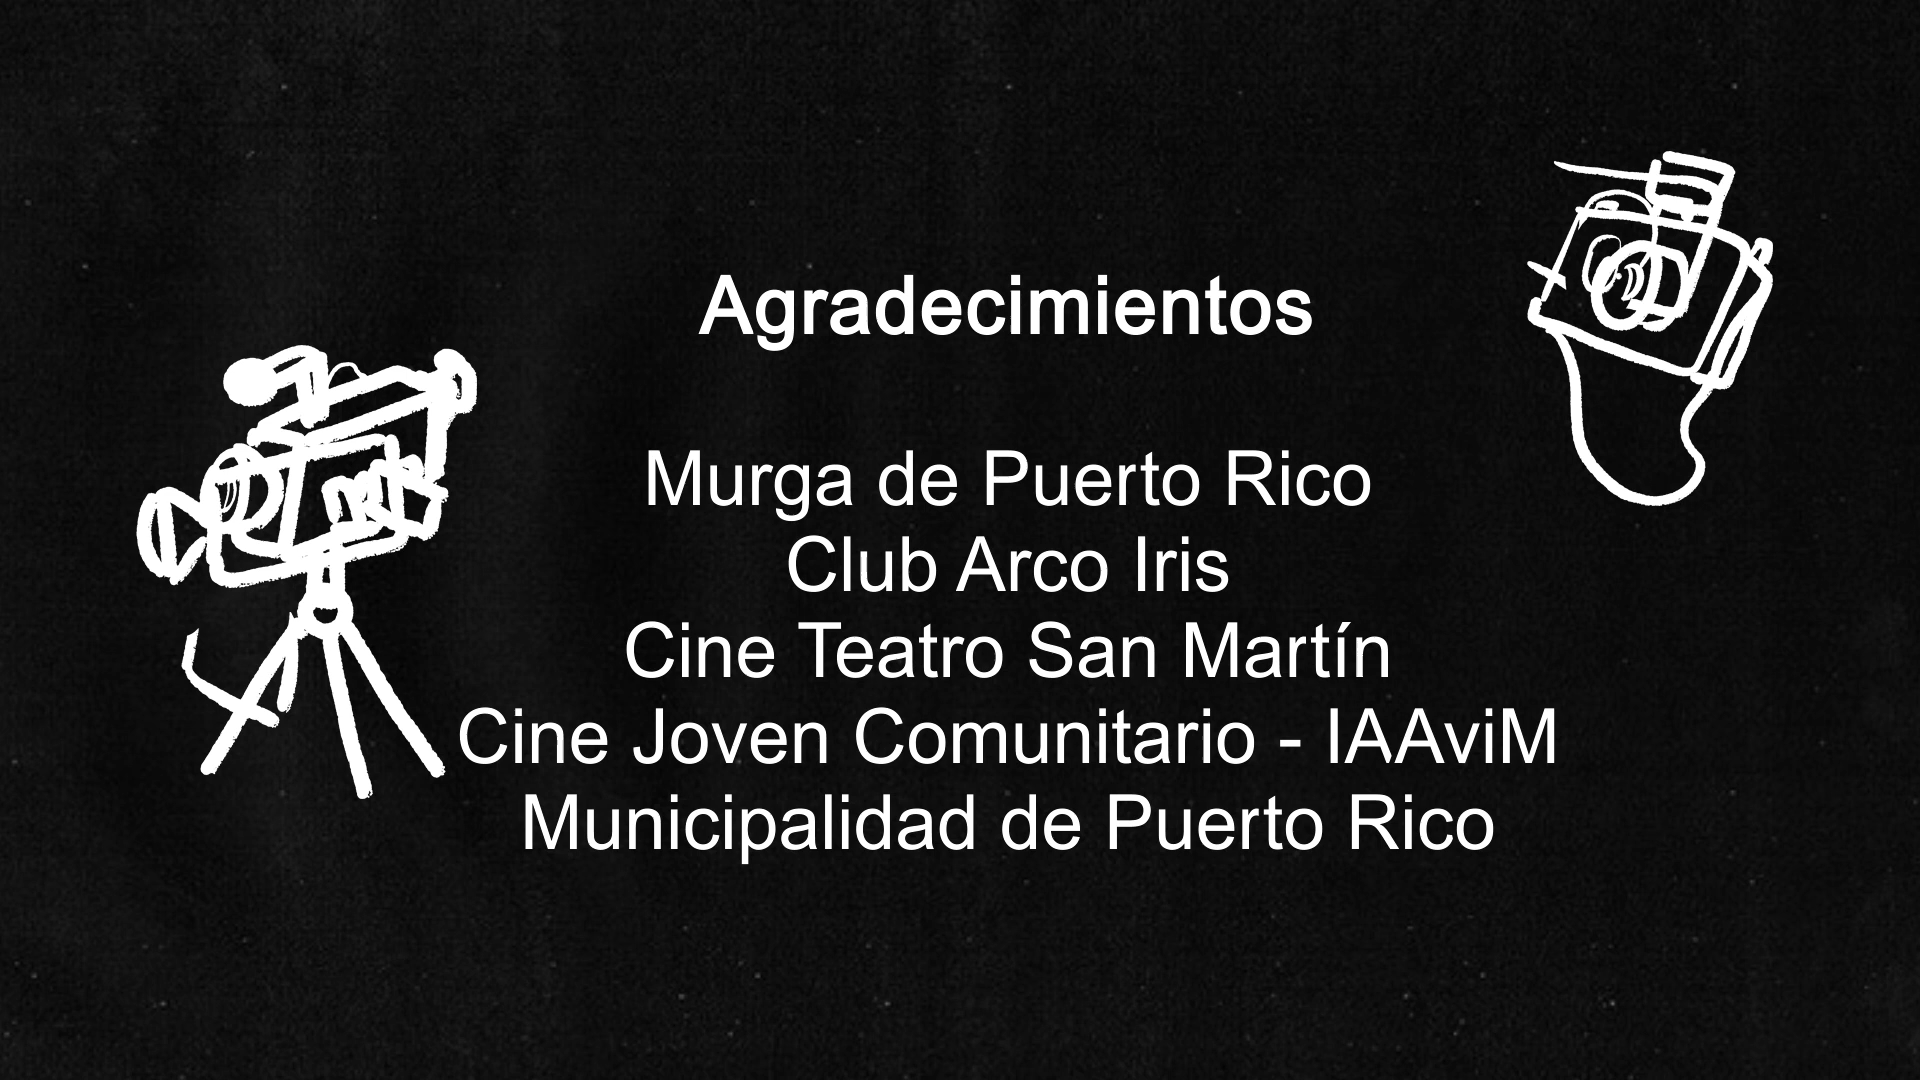 Agradecimientos
Murga de Puerto Rico
Club Arco Iris
Cine Teatro San Martín
Cine Joven Comunitario - IAAviM
Municipalidad de Puerto Rico